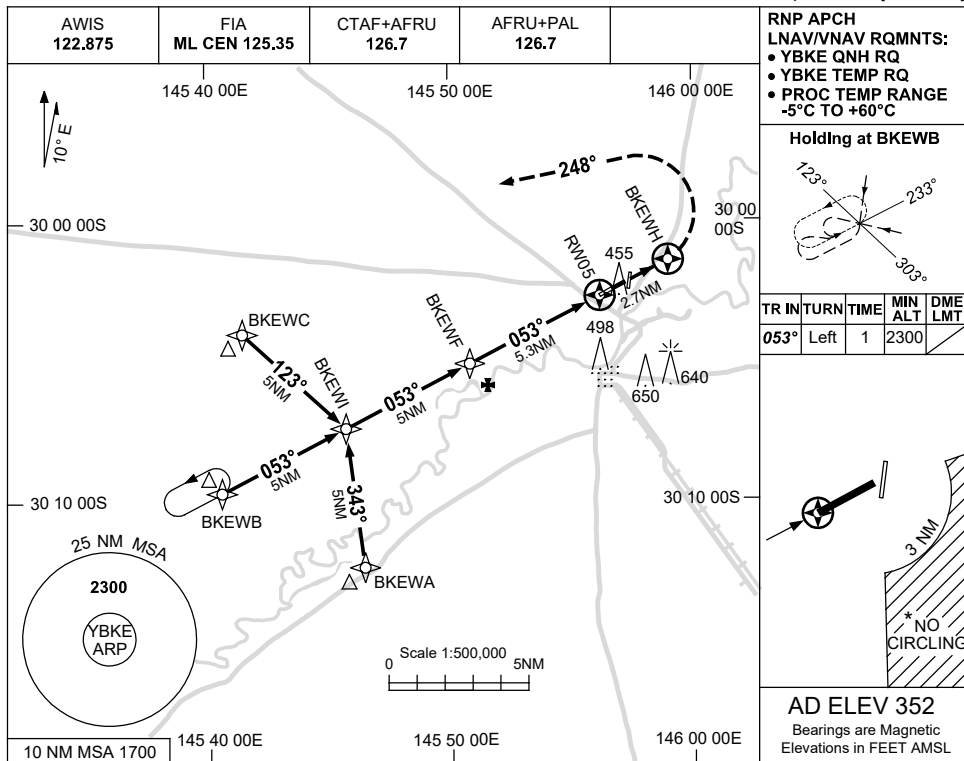 AWIS
122.875
FIA
ML CEN 125.35
CTAF+AFRU
126.7
AFRU+PAL
126.7
RNP APCH
LNAV/VNAV RQMNTS:
• YBKE QNH RQ
• YBKE TEMP RQ
• PROC TEMP RANGE
-5°C TO +60°C
145 40 00E
145 50 00E
146 00 00E
10° E
30 00 00S
30 00
00S
248°
BKEWH
RW05
455
2.7NM
BKEWC
BKEWF
053°
5.3NM
498
123°
5NM
BKEWI
053°
5NM
640
650
053°
5NM
343°
5NM
30 10 00S
30 10 00S
BKEWB
BKEWA
25 NM MSA
2300
YBKE
ARP
Scale 1:500,000
0
5NM
10 NM MSA 1700
145 40 00E
145 50 00E
146 00 00E
Holding at BKEWB
123°
233°
303°
TR IN
TURN
TIME
MIN
ALT
DME
LMT
053°
Left
1
2300
3 NM
*NO
CIRCLING
AD ELEV 352
Bearings are Magnetic
Elevations in FEET AMSL